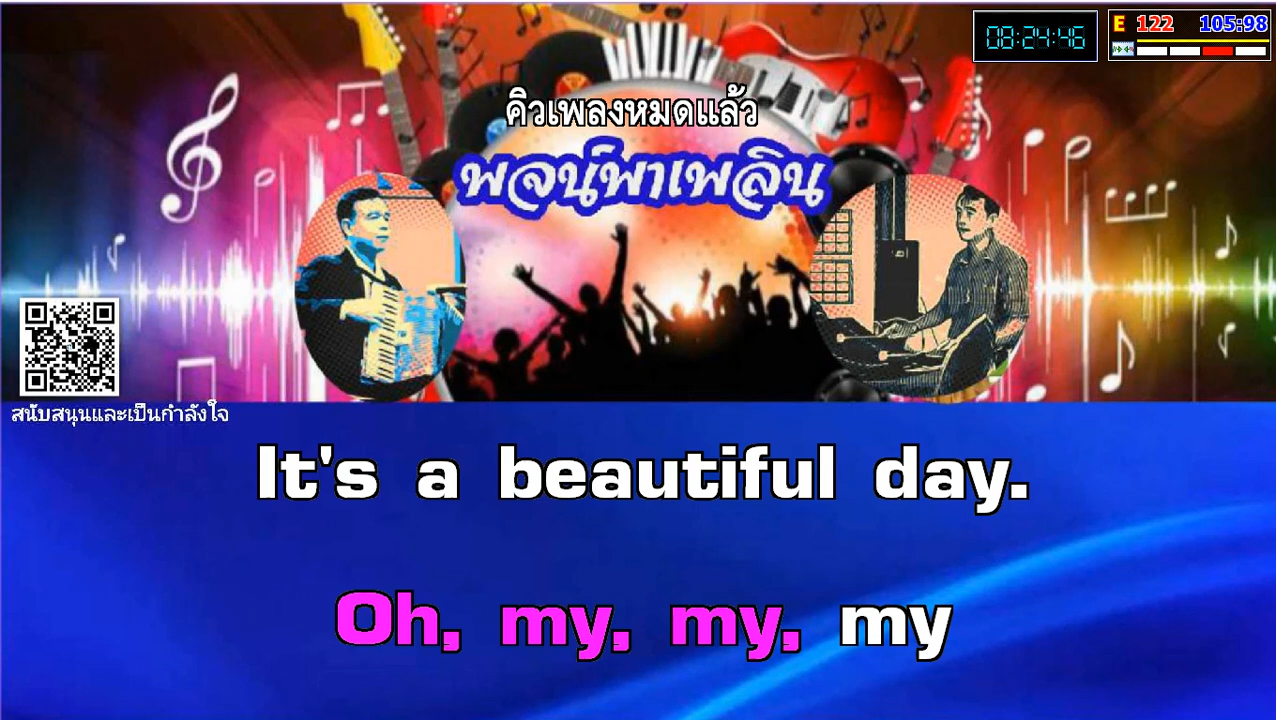 08:24:46
E 122 105:98
คิวเพลงหมดแล้ว
พจน์พาเพลิน
สนับสนุนและเป็นกำลังใจ
It's a beautiful day.
Oh, my, my, my